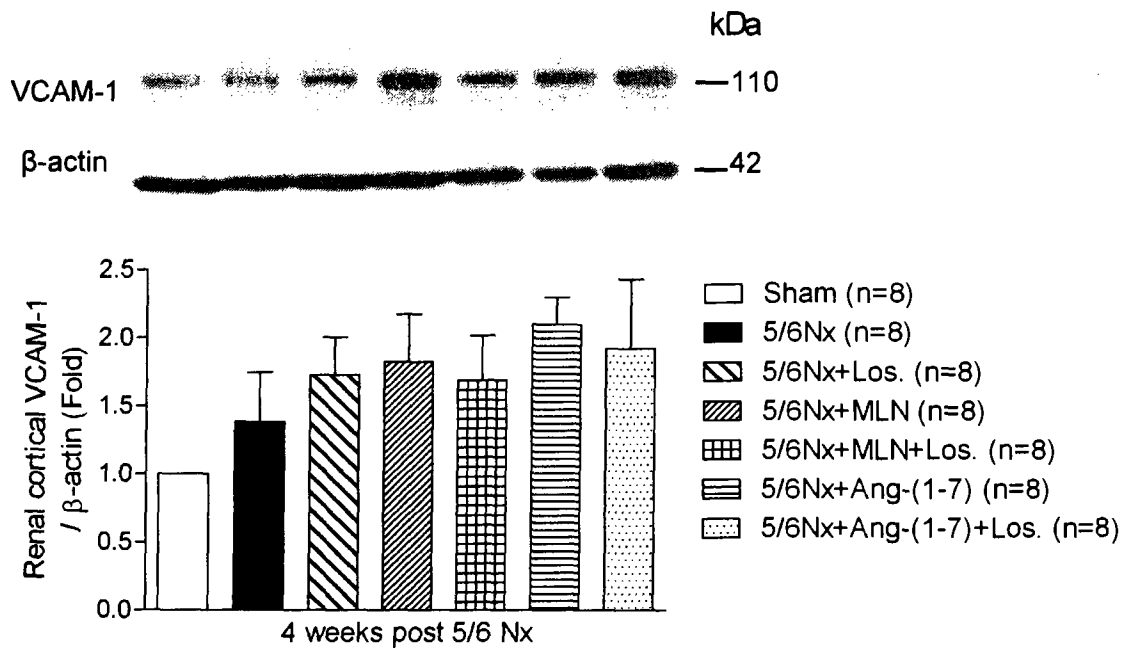 kDa
VCAM-1
110
β-actin
42
Renal cortical VCAM-1
/ β-actin (Fold)
2.5
2.0
1.5
1.0
0.5
0.0
4 weeks post 5/6 Nx
Sham (n=8)
5/6Nx (n=8)
5/6Nx+Los. (n=8)
5/6Nx+MLN (n=8)
5/6Nx+MLN+Los. (n=8)
5/6Nx+Ang-(1-7) (n=8)
5/6Nx+Ang-(1-7)+Los. (n=8)